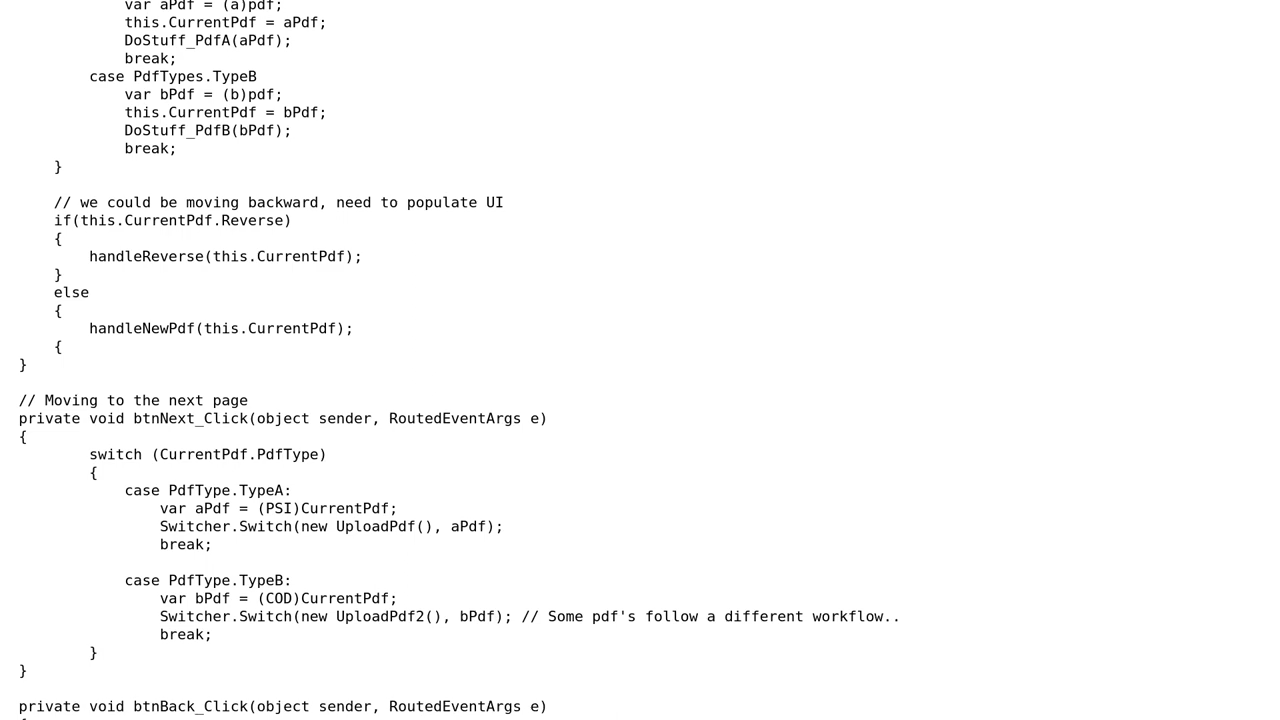 var aPdf = (a)pdf;
            this.CurrentPdf = aPdf;
            DoStuff_PdfA(aPdf);
            break;
        case PdfTypes.TypeB
            var bPdf = (b)pdf;
            this.CurrentPdf = bPdf;
            DoStuff_PdfB(bPdf);
            break;
    }

    // we could be moving backward, need to populate UI
    if(this.CurrentPdf.Reverse)
    {
        handleReverse(this.CurrentPdf);
    }
    else
    {
        handleNewPdf(this.CurrentPdf);
    {
}

// Moving to the next page
private void btnNext_Click(object sender, RoutedEventArgs e)
{
        switch (CurrentPdf.PdfType)
        {
            case PdfType.TypeA:
                var aPdf = (PSI)CurrentPdf;
                Switcher.Switch(new UploadPdf(), aPdf);
                break;

            case PdfType.TypeB:
                var bPdf = (COD)CurrentPdf;
                Switcher.Switch(new UploadPdf2(), bPdf); // Some pdf's follow a different workflow..
                break;
        }
}

private void btnBack_Click(object sender, RoutedEventArgs e)